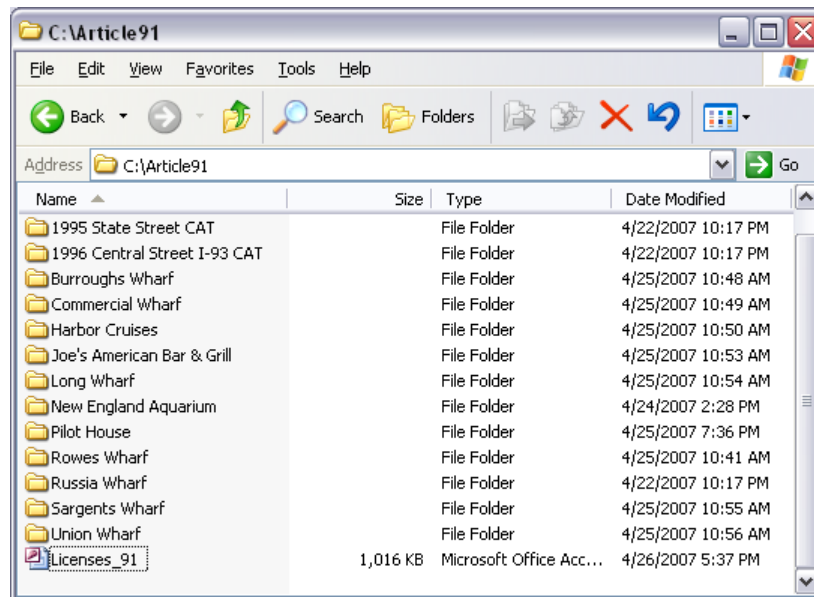 C:\Article91
File Edit View Favorites Tools Help
Back Search Folders
Address C:\Article91 Go
Name Size Type Date Modified
1995 State Street CAT File Folder 4/22/2007 10:17 PM
1996 Central Street I-93 CAT File Folder 4/22/2007 10:17 PM
Burroughs Wharf File Folder 4/25/2007 10:48 AM
Commercial Wharf File Folder 4/25/2007 10:49 AM
Harbor Cruises File Folder 4/25/2007 10:50 AM
Joe's American Bar & Grill File Folder 4/25/2007 10:53 AM
Long Wharf File Folder 4/25/2007 10:54 AM
New England Aquarium File Folder 4/24/2007 2:28 PM
Pilot House File Folder 4/25/2007 7:36 PM
Rowes Wharf File Folder 4/25/2007 10:41 AM
Russia Wharf File Folder 4/22/2007 10:17 PM
Sargents Wharf File Folder 4/25/2007 10:55 AM
Union Wharf File Folder 4/25/2007 10:56 AM
Licenses_91 1,016 KB Microsoft Office Acc... 4/26/2007 5:37 PM